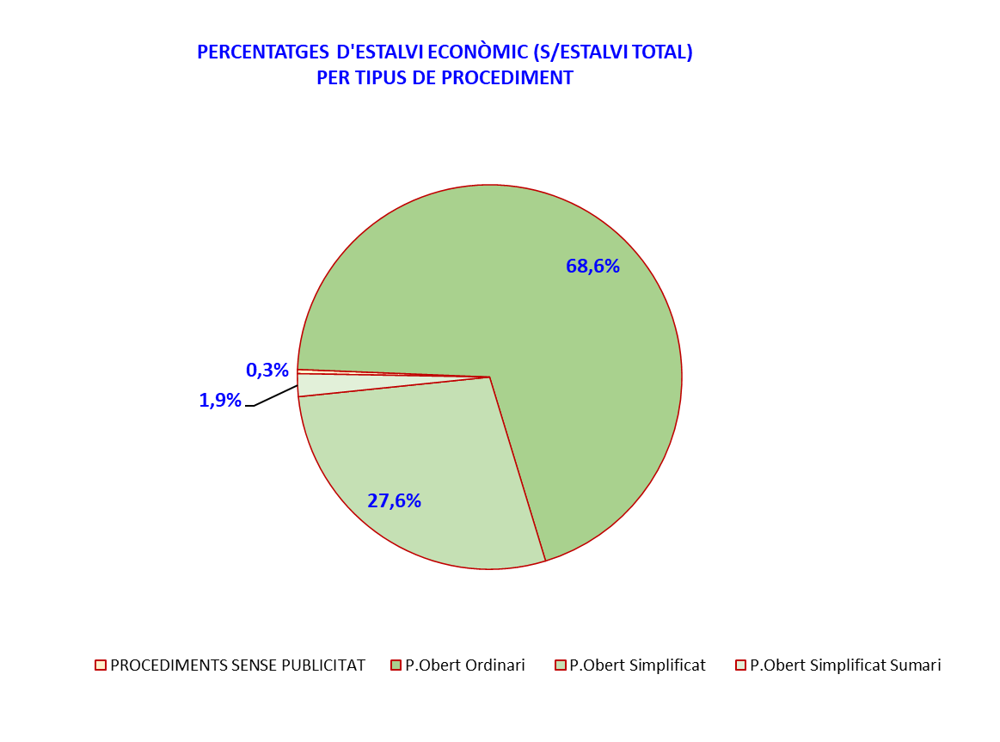 PERCENTATGES D'ESTALVI ECONÒMIC (S/ESTALVI TOTAL)
PER TIPUS DE PROCEDIMENT
68,6%
0,3%
1,9%
27,6%
PROCEDIMENTS SENSE PUBLICITAT
P.Obert Ordinari
P.Obert Simplificat
P.Obert Simplificat Sumari